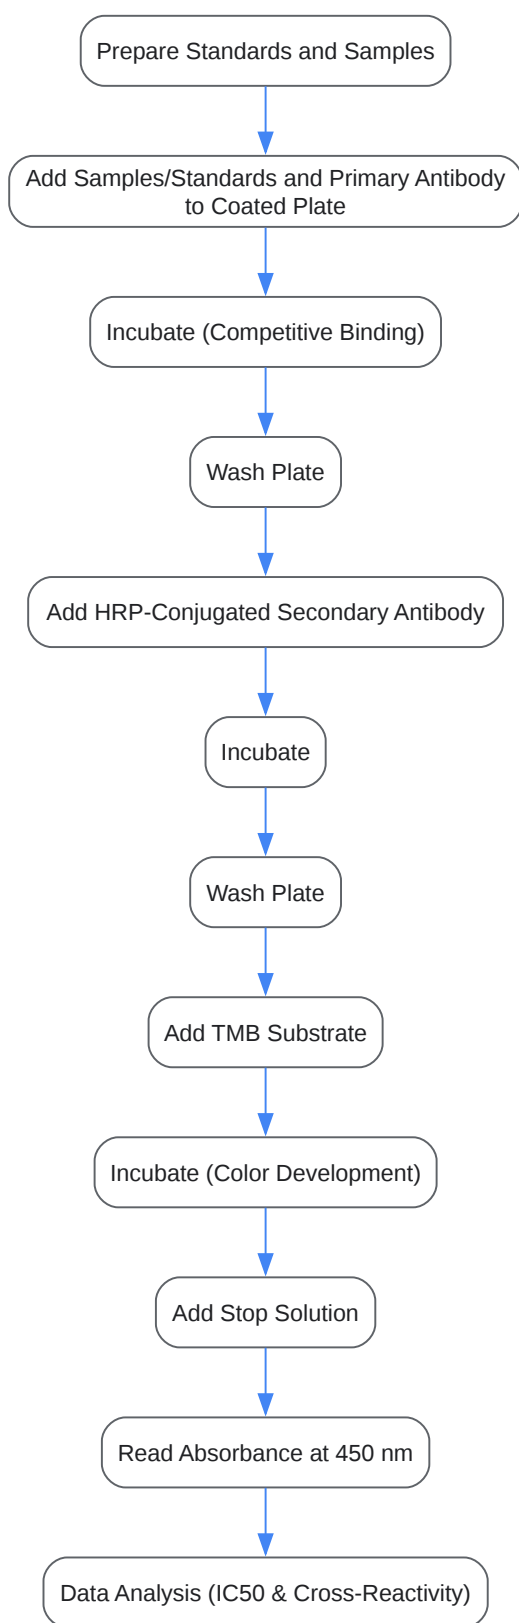 Prepare Standards and Samples
Add Samples/Standards and Primary Antibody
to Coated Plate
Incubate (Competitive Binding)
Wash Plate
Add HRP-Conjugated Secondary Antibody
Incubate
Wash Plate
Add TMB Substrate
Incubate (Color Development)
Add Stop Solution
Read Absorbance at 450 nm
Data Analysis (IC50 & Cross-Reactivity)